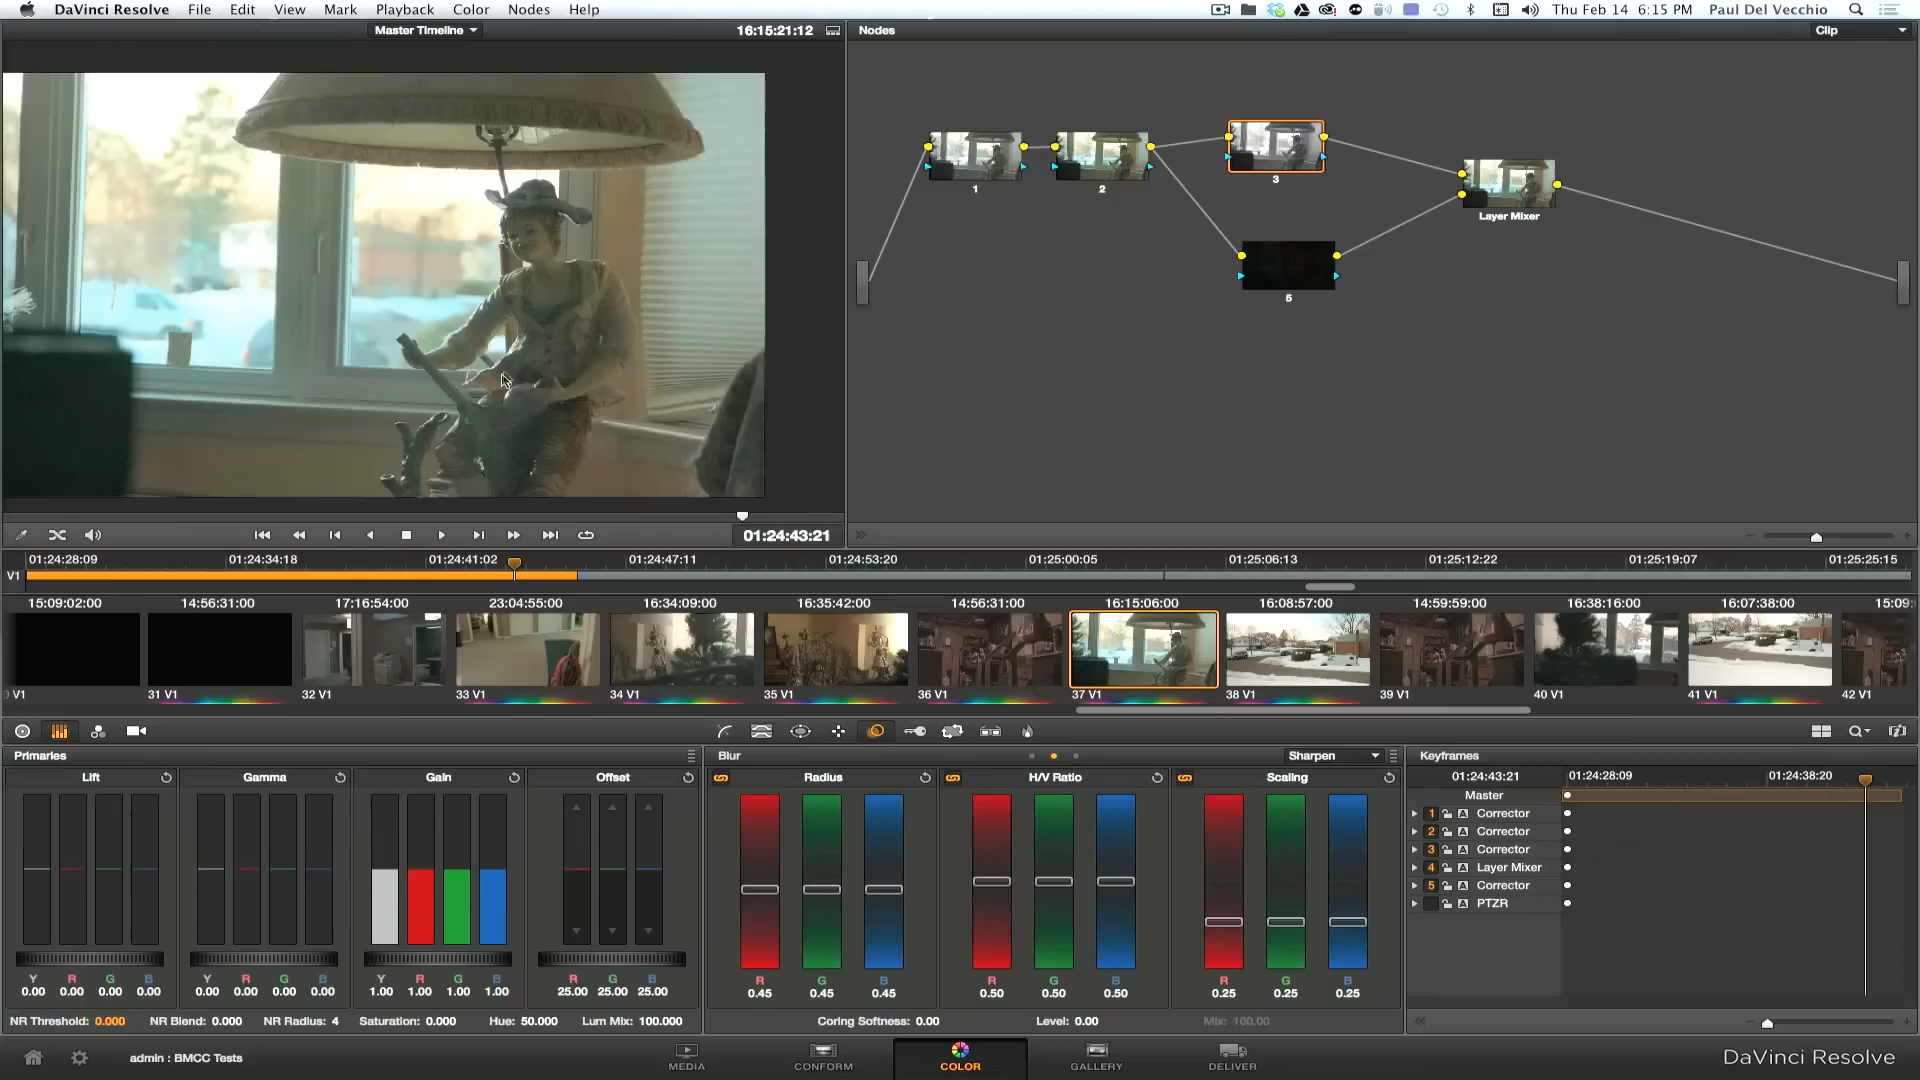 DaVinci Resolve File Edit View Mark Playback Color Nodes Help Thu Feb 14 6:15 PM Paul Del Vecchio
Master Timeline 16:15:21:12 Nodes Clip
1 2 3
Layer Mixer
5
01:24:43:21
01:24:28:09 01:24:34:18 01:24:41:02 01:24:47:11 01:24:53:20 01:25:00:05 01:25:06:13 01:25:12:22 01:25:19:07 01:25:25:15
V1
15:09:02:00 14:56:31:00 17:16:54:00 23:04:55:00 16:34:09:00 16:35:42:00 14:56:31:00 16:15:06:00 16:08:57:00 14:59:59:00 16:38:16:00 16:07:38:00 15:09:
V1 31 V1 32 V1 33 V1 34 V1 35 V1 36 V1 37 V1 38 V1 39 V1 40 V1 41 V1 42 V1
Primaries Blur Sharpen Keyframes
Lift Gamma Gain Offset Radius H/V Ratio Scaling 01:24:43:21 01:24:28:09 01:24:38:20
Master
1 A Corrector
2 A Corrector
3 A Corrector
4 A Layer Mixer
5 A Corrector
A PTZR
Y R G B Y R G B Y R G B R G B R G B R G B R G B
0.00 0.00 0.00 0.00 0.00 0.00 0.00 0.00 1.00 1.00 1.00 1.00 25.00 25.00 25.00 0.45 0.45 0.45 0.50 0.50 0.50 0.25 0.25 0.25
NR Threshold: 0.000 NR Blend: 0.000 NR Radius: 4 Saturation: 0.000 Hue: 50.000 Lum Mix: 100.000 Coring Softness: 0.00 Level: 0.00 Mix: 100.00
admin : BMCC Tests MEDIA CONFORM COLOR GALLERY DELIVER DaVinci Resolve